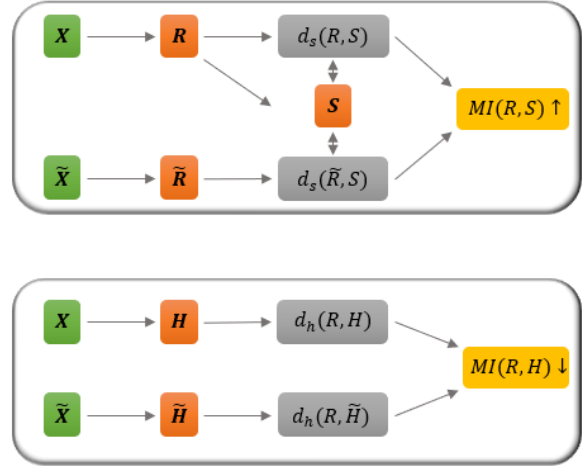 X R d_s(R, S)
S MI(R, S) ↑
X̃ R̃ d_s(R̃, S)
X H d_h(R, H)
MI(R, H) ↓
X̃ H̃ d_h(R, H̃)